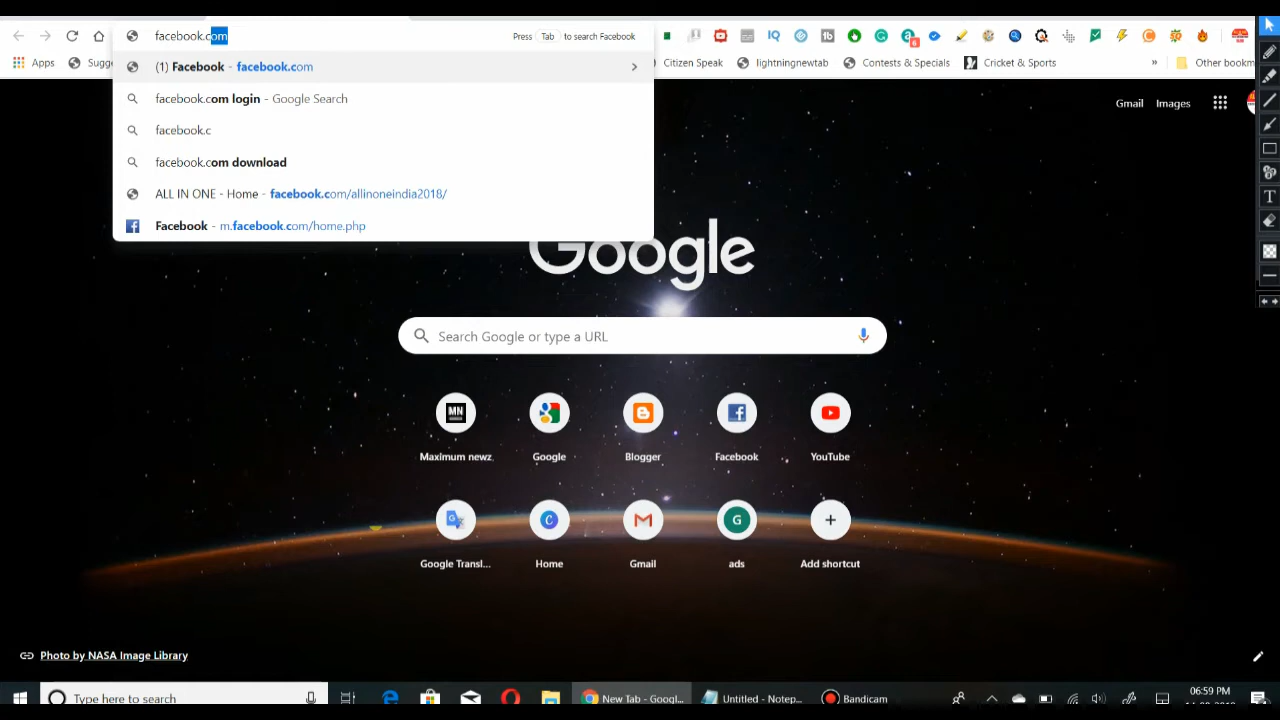 facebook.com
Press Tab to search Facebook
(1) Facebook - facebook.com
facebook.com login - Google Search
facebook.c
facebook.com download
ALL IN ONE - Home - facebook.com/allinoneindia2018/
Facebook - m.facebook.com/home.php
Apps
Sugg
Citizen Speak
lightningnewtab
Contests & Specials
Cricket & Sports
»
Other bookm
Gmail
Images
Google
Search Google or type a URL
Maximum newz
Google
Blogger
Facebook
YouTube
Google Transl...
Home
Gmail
ads
Add shortcut
Photo by NASA Image Library
Type here to search
New Tab - Googl...
Untitled - Notep...
Bandicam
06:59 PM